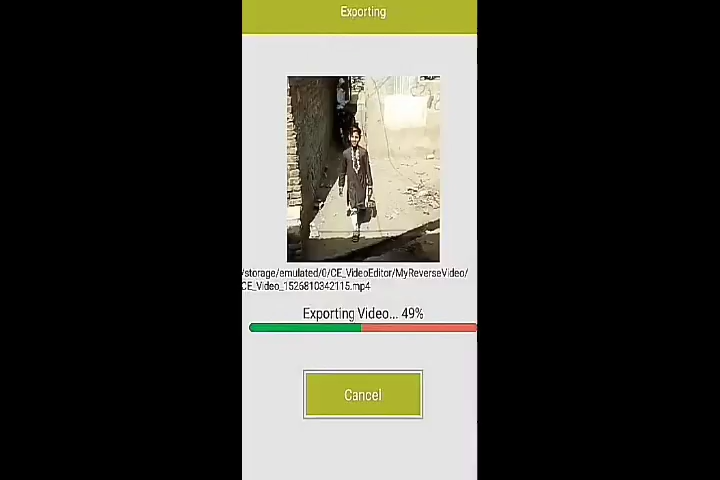 Exporting
/storage/emulated/0/CE_VideoEditor/MyReverseVideo/
CE_Video_1526810342115.mp4
Exporting Video... 49%
Cancel